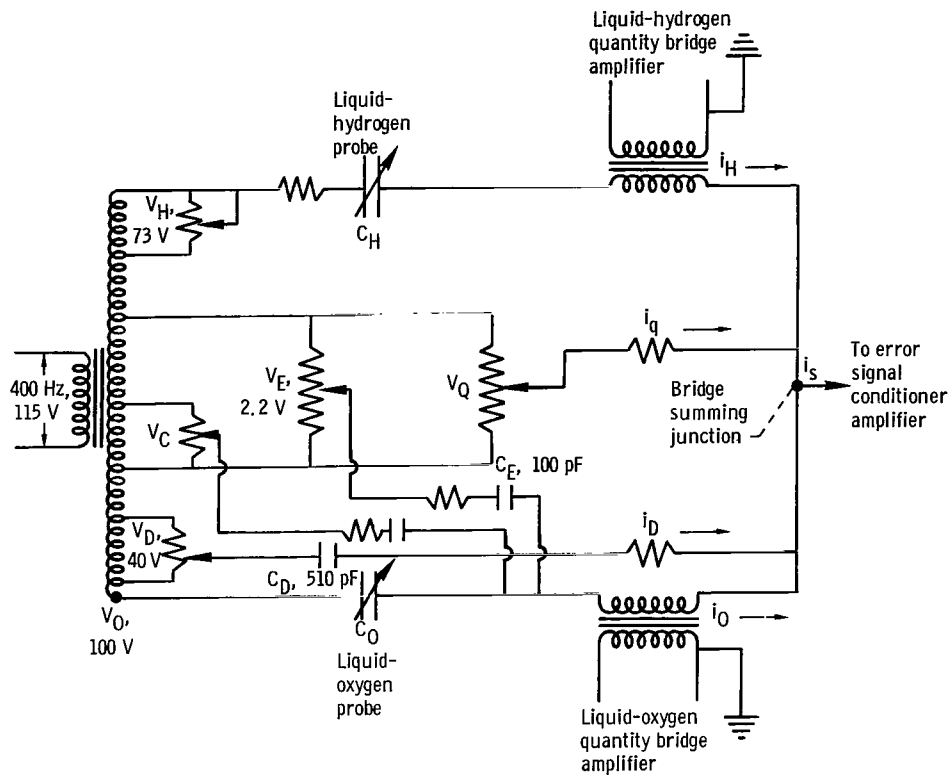 Liquid-hydrogen
quantity bridge
amplifier
Liquid-
hydrogen
probe
i_H
V_H,
73 V
C_H
i_q
V_E,
2.2 V
V_Q
400 Hz,
115 V
i_s
To error
signal
conditioner
amplifier
Bridge
summing
junction
V_C
C_E, 100 pF
V_D,
40 V
i_D
C_D, 510 pF
V_O,
100 V
C_O
i_O
Liquid-
oxygen
probe
Liquid-oxygen
quantity bridge
amplifier